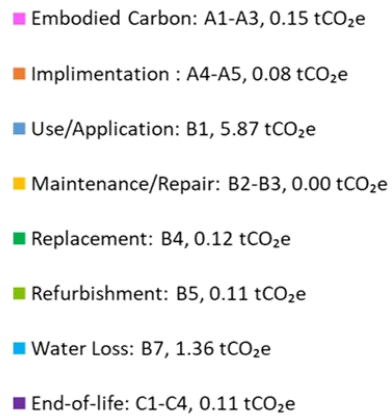 Embodied Carbon: A1-A3, 0.15 tCO₂e
Implimentation : A4-A5, 0.08 tCO₂e
Use/Application: B1, 5.87 tCO₂e
Maintenance/Repair: B2-B3, 0.00 tCO₂e
Replacement: B4, 0.12 tCO₂e
Refurbishment: B5, 0.11 tCO₂e
Water Loss: B7, 1.36 tCO₂e
End-of-life: C1-C4, 0.11 tCO₂e